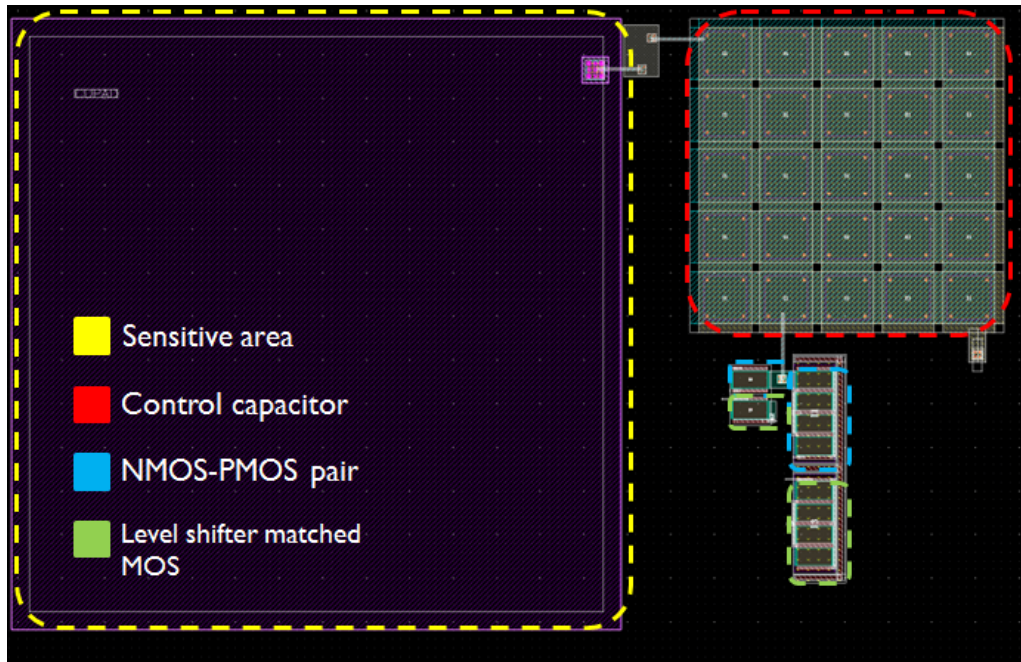 Sensitive area
Control capacitor
NMOS-PMOS pair
Level shifter matched
MOS